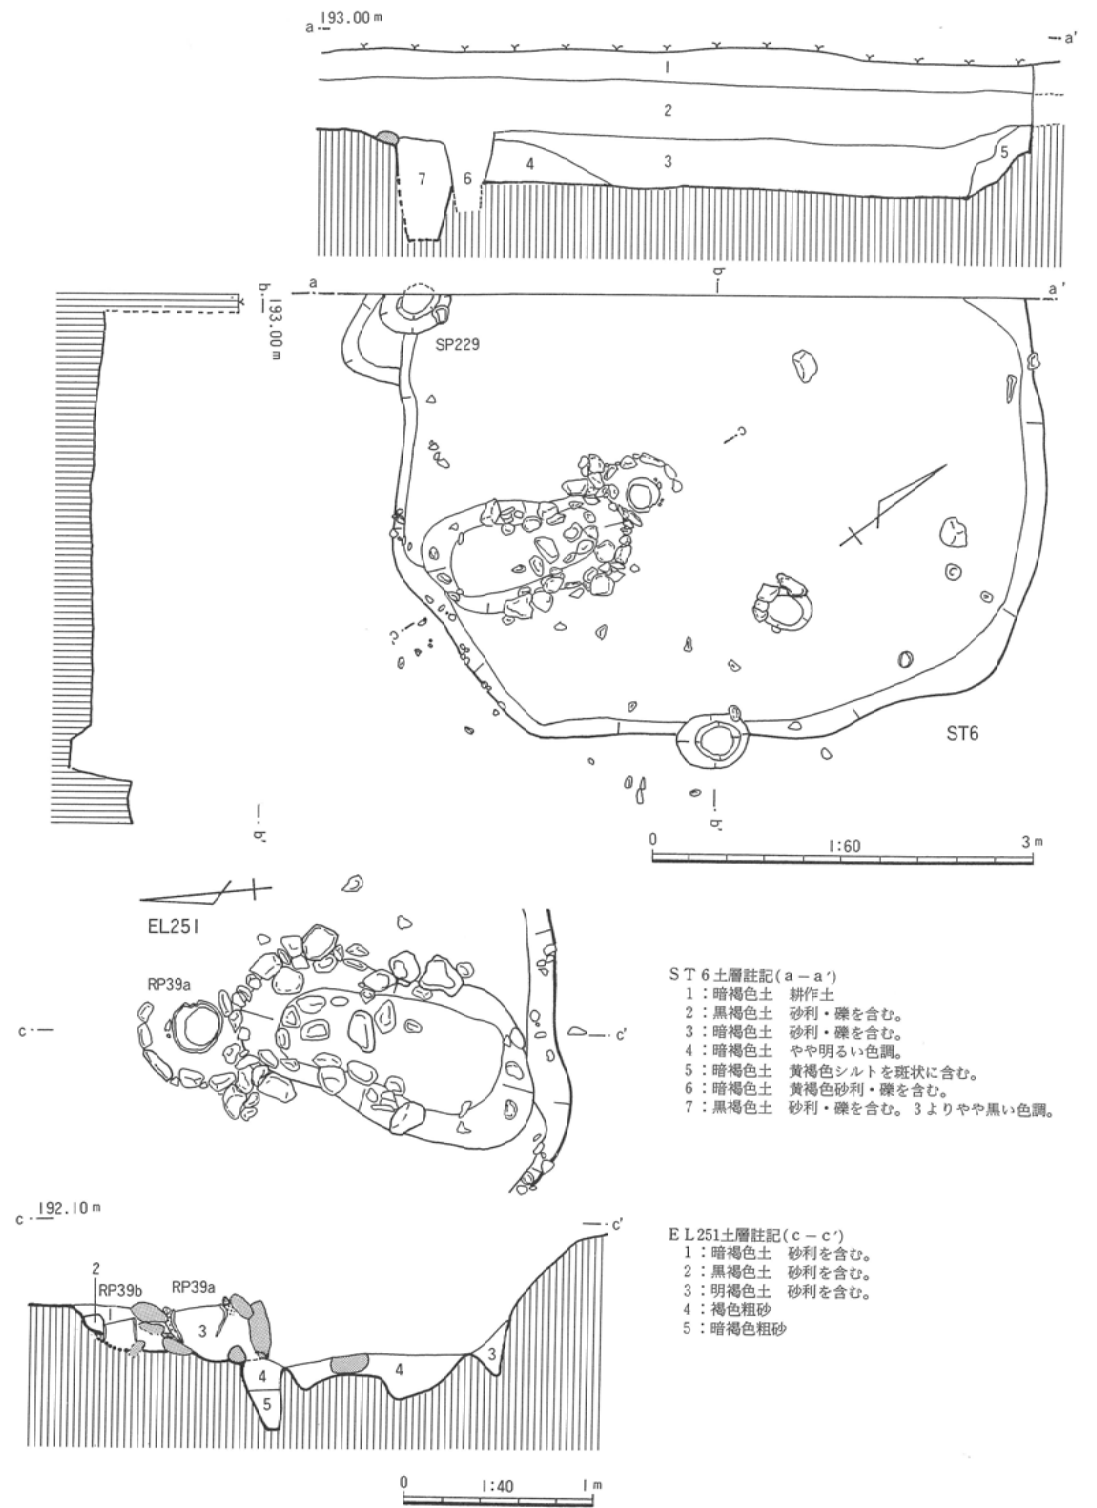 a 193.00 m
a'
1
2
3
4
5
6
7
b
a
a'
b
193.00 m
SP229
c
c
ST6
b'
b'
0 1:60 3 m
EL251
RP39a
c
c'
ST6土層註記(a-a')
1:暗褐色土 耕作土
2:黒褐色土 砂利・礫を含む。
3:暗褐色土 砂利・礫を含む。
4:暗褐色土 やや明るい色調。
5:暗褐色土 黄褐色シルトを斑状に含む。
6:暗褐色土 黄褐色砂利・礫を含む。
7:黒褐色土 砂利・礫を含む。3よりやや黒い色調。
c 192.10 m
c'
2
RP39b
RP39a
1
3
4
5
4
3
EL251土層註記(c-c')
1:暗褐色土 砂利を含む。
2:黒褐色土 砂利を含む。
3:明褐色土 砂利を含む。
4:褐色粗砂
5:暗褐色粗砂
0 1:40 1 m